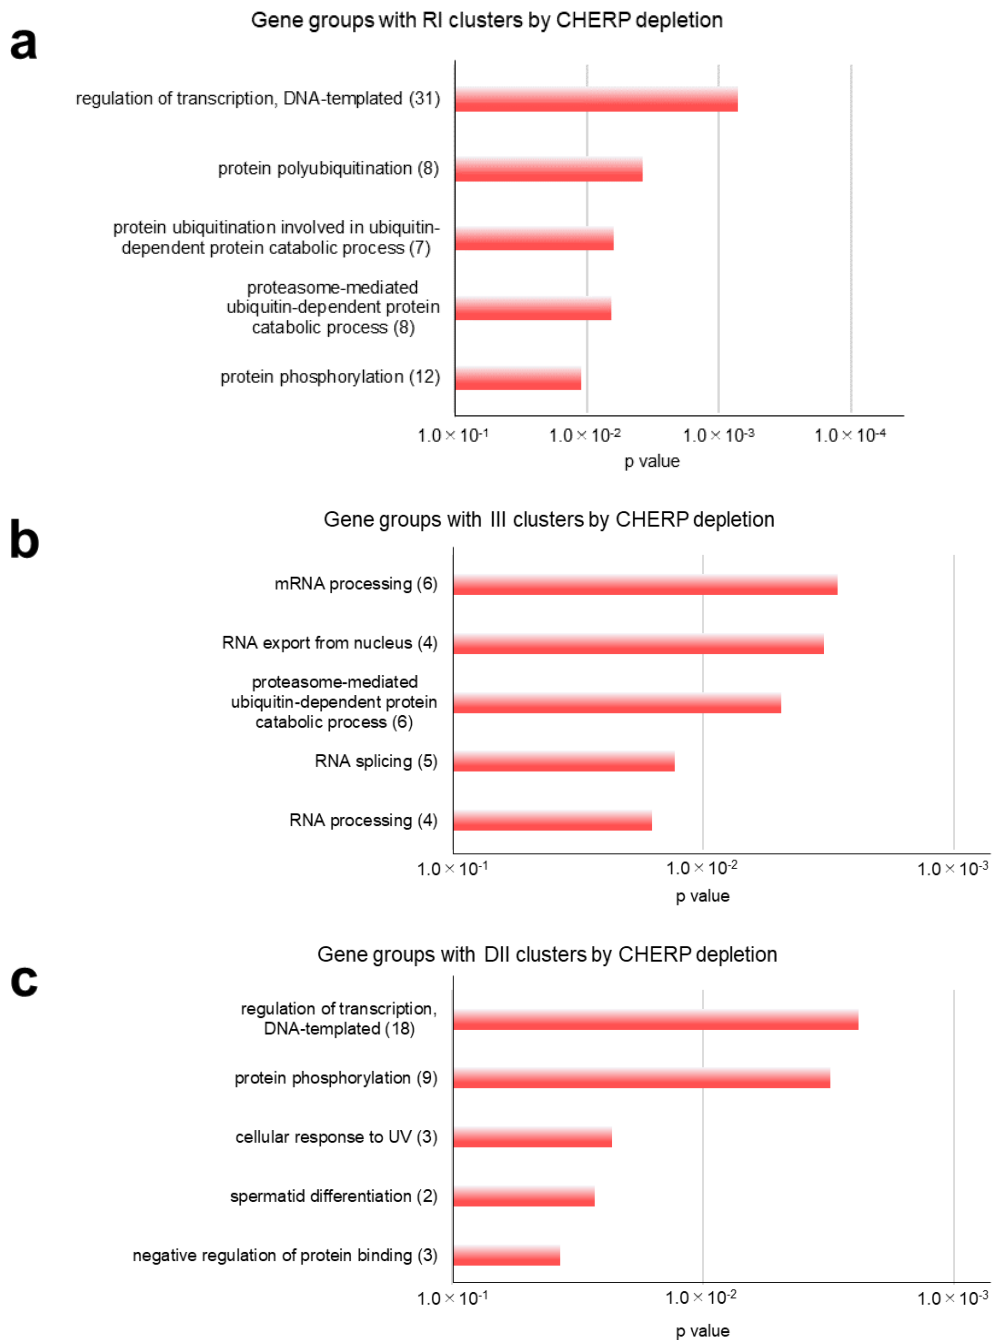 a
Gene groups with RI clusters by CHERP depletion
regulation of transcription, DNA-templated (31)
protein polyubiquitination (8)
protein ubiquitination involved in ubiquitin-
dependent protein catabolic process (7)
proteasome-mediated
ubiquitin-dependent protein
catabolic process (8)
protein phosphorylation (12)
1.0 × 10⁻¹ 1.0 × 10⁻² 1.0 × 10⁻³ 1.0 × 10⁻⁴
p value
b
Gene groups with III clusters by CHERP depletion
mRNA processing (6)
RNA export from nucleus (4)
proteasome-mediated
ubiquitin-dependent protein
catabolic process (6)
RNA splicing (5)
RNA processing (4)
1.0 × 10⁻¹ 1.0 × 10⁻² 1.0 × 10⁻³
p value
c
Gene groups with DII clusters by CHERP depletion
regulation of transcription,
DNA-templated (18)
protein phosphorylation (9)
cellular response to UV (3)
spermatid differentiation (2)
negative regulation of protein binding (3)
1.0 × 10⁻¹ 1.0 × 10⁻² 1.0 × 10⁻³
p value